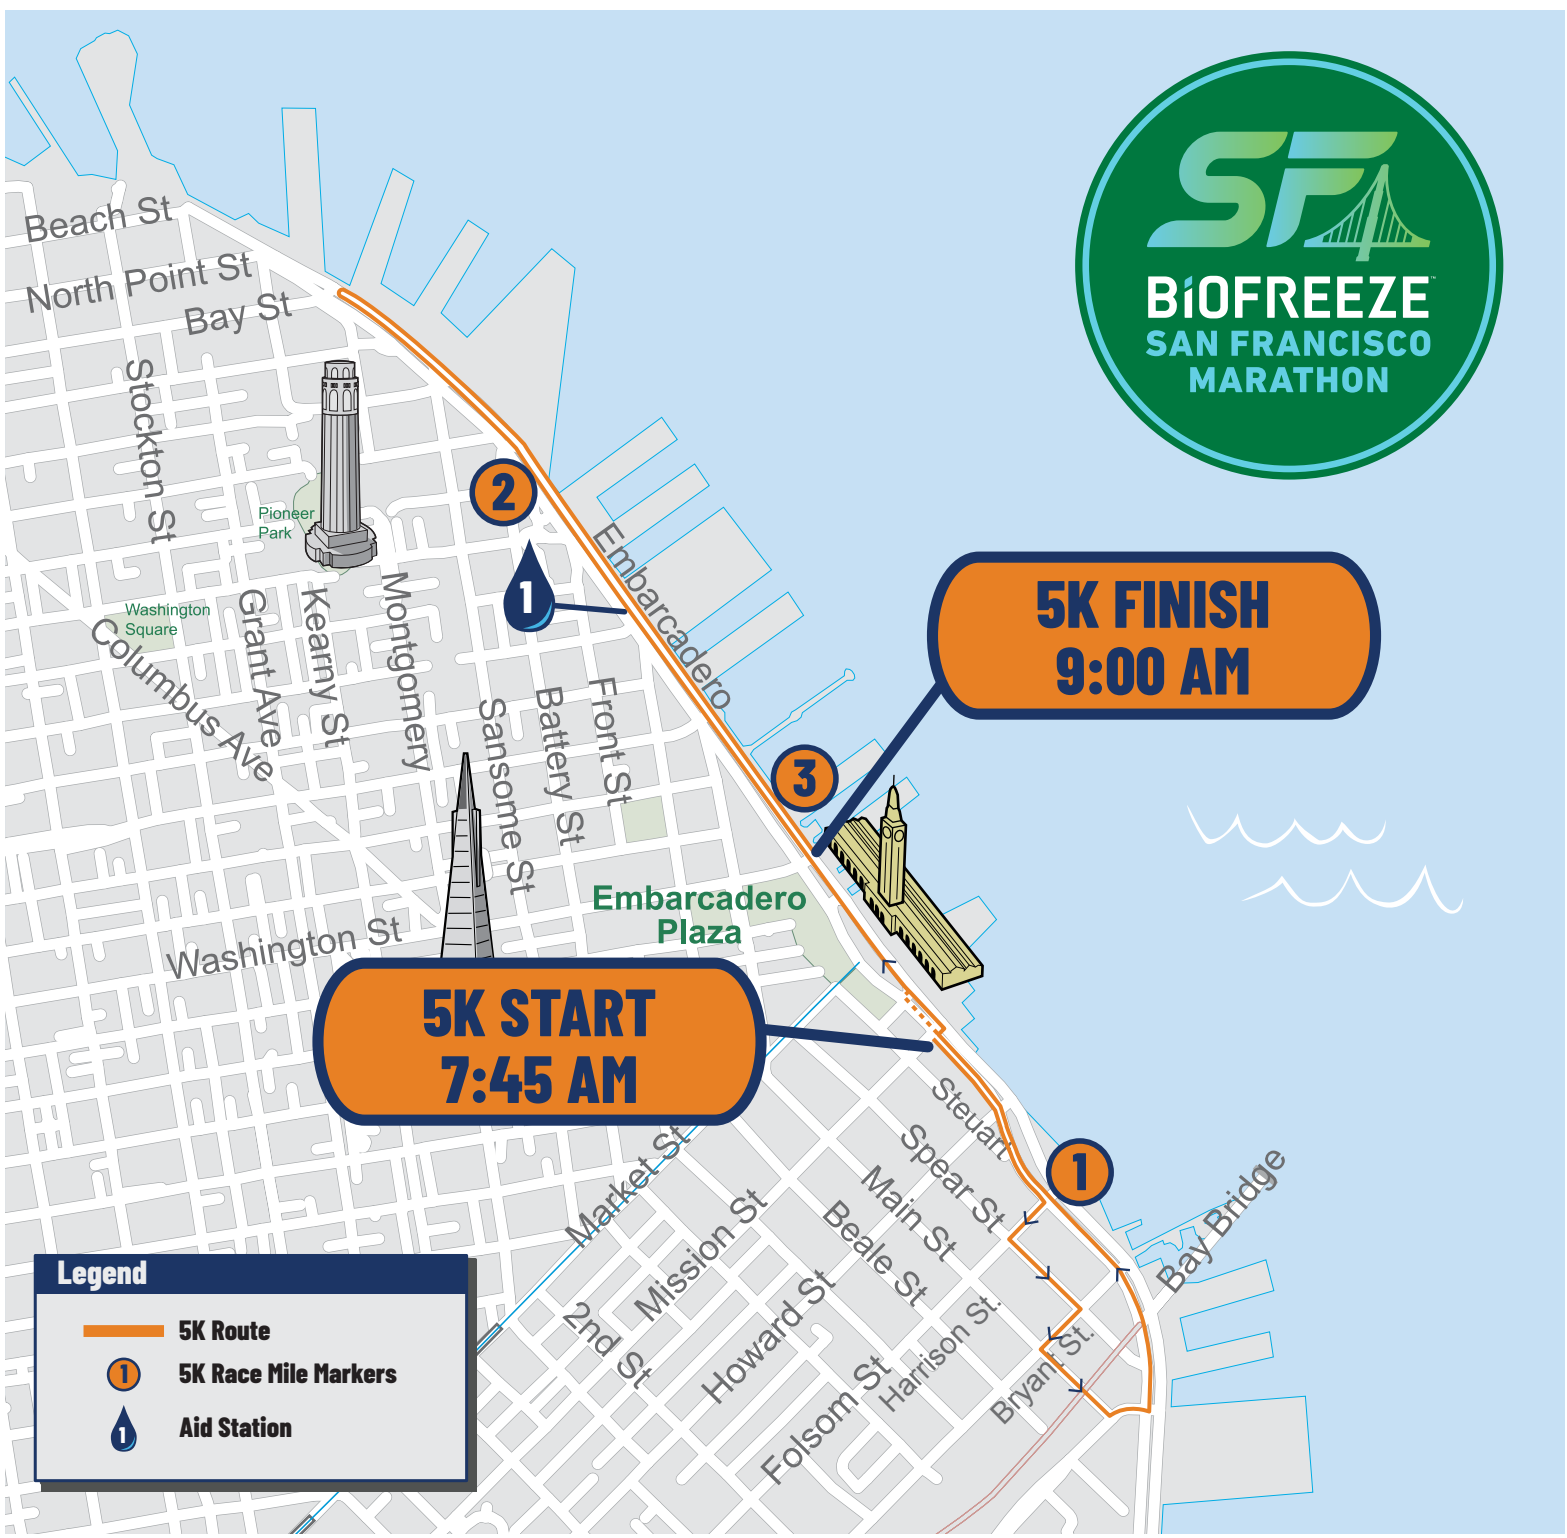 SF
BIOFREEZE™
SAN FRANCISCO
MARATHON
Beach St
North Point St
Bay St
Stockton St
Pioneer
Park
2
1
Embarcadero
Washington
Square
Columbus Ave
Grant Ave
Kearny St
Montgomery
Sansome St
Battery St
Front St
5K FINISH
9:00 AM
3
Embarcadero
Plaza
Washington St
5K START
7:45 AM
Steuart
Spear St
Main St
Beale St
1
Bay Bridge
Market St
Mission St
Howard St
Folsom St
Harrison St.
Bryant St.
2nd St
Legend
5K Route
1 5K Race Mile Markers
1 Aid Station